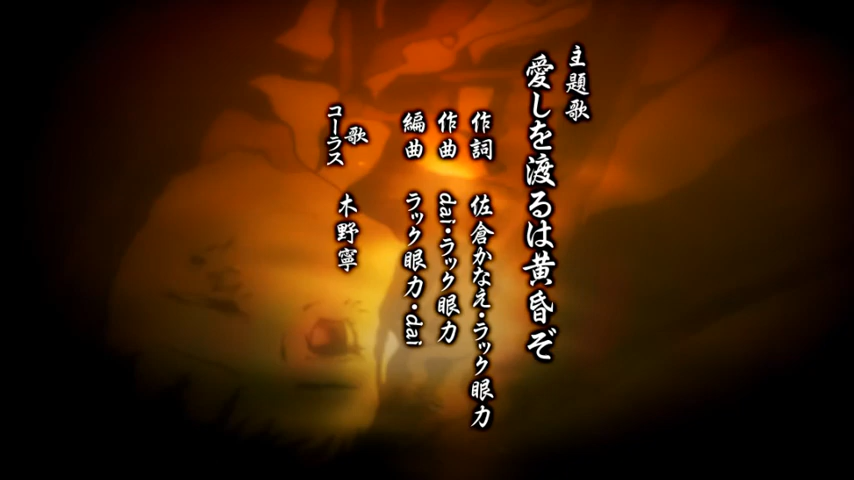 主題歌
愛しを渡るは黄昏ぞ
作詞 佐倉かなえ・ラック眼力
作曲 dai・ラック眼力
編曲 ラック眼力・dai
歌
コーラス 木野寧